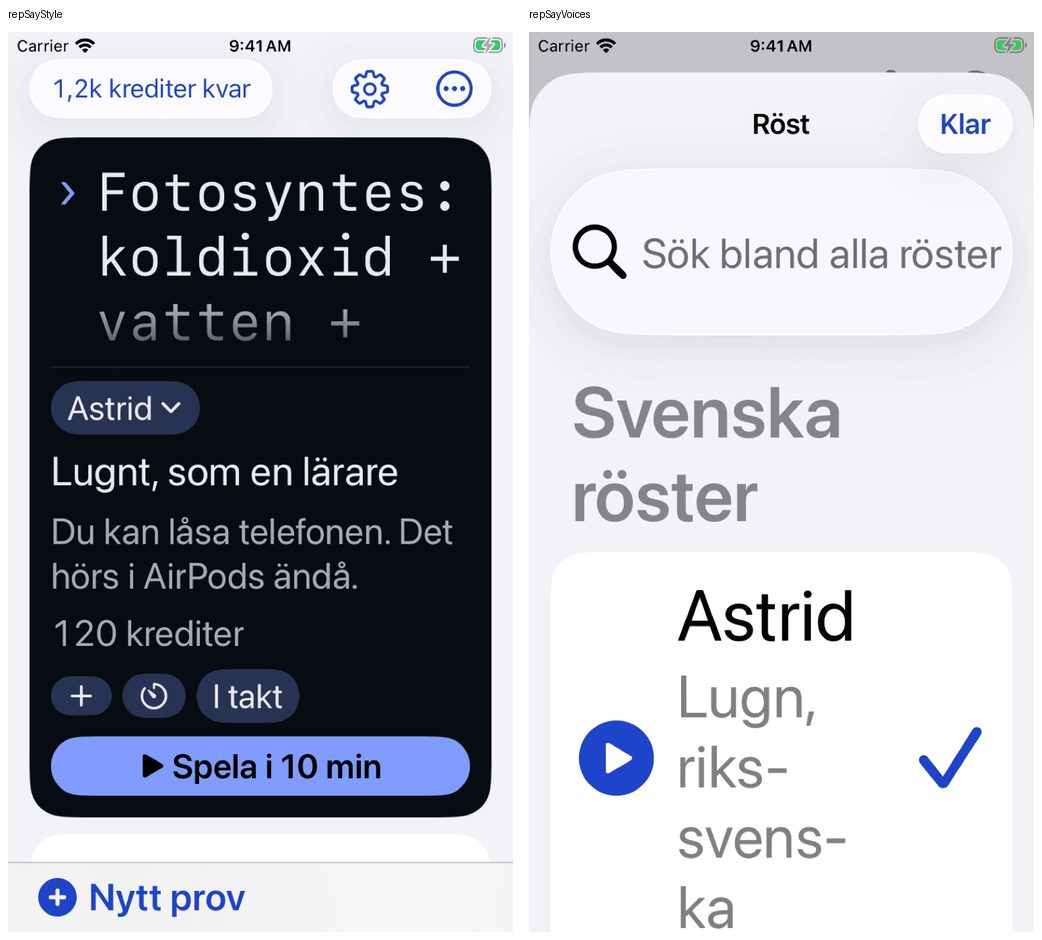 repSayStyle
Carrier 9:41 AM
1,2k krediter kvar
› Fotosyntes:
koldioxid +
vatten +
Astrid
Lugnt, som en lärare
Du kan låsa telefonen. Det
hörs i AirPods ändå.
120 krediter
I takt
Spela i 10 min
Nytt prov
repSayVoices
Carrier 9:41 AM
Röst
Klar
Sök bland alla röster
Svenska
röster
Astrid
Lugn,
riks-
svens-
ka